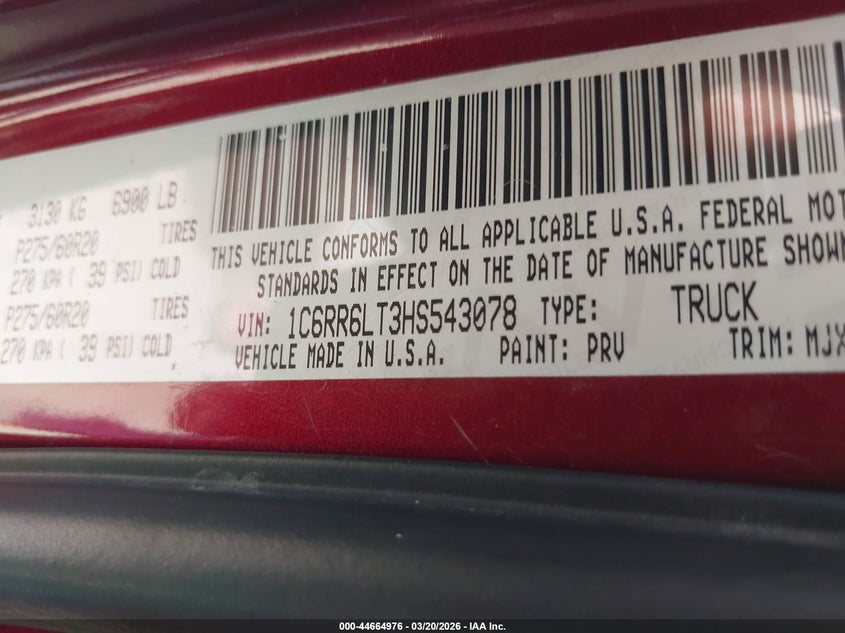 3130 KG 6900 LB
P275/60R20 TIRES
270 KPA ( 39 PSI) COLD
P275/60R20 TIRES
270 KPA ( 39 PSI) COLD
THIS VEHICLE CONFORMS TO ALL APPLICABLE U.S.A. FEDERAL MOT
STANDARDS IN EFFECT ON THE DATE OF MANUFACTURE SHOWN
VIN: 1C6RR6LT3HS543078 TYPE: TRUCK
VEHICLE MADE IN U.S.A. PAINT: PRV TRIM: MJX
000-44664976 - 03/20/2026 - IAA Inc.